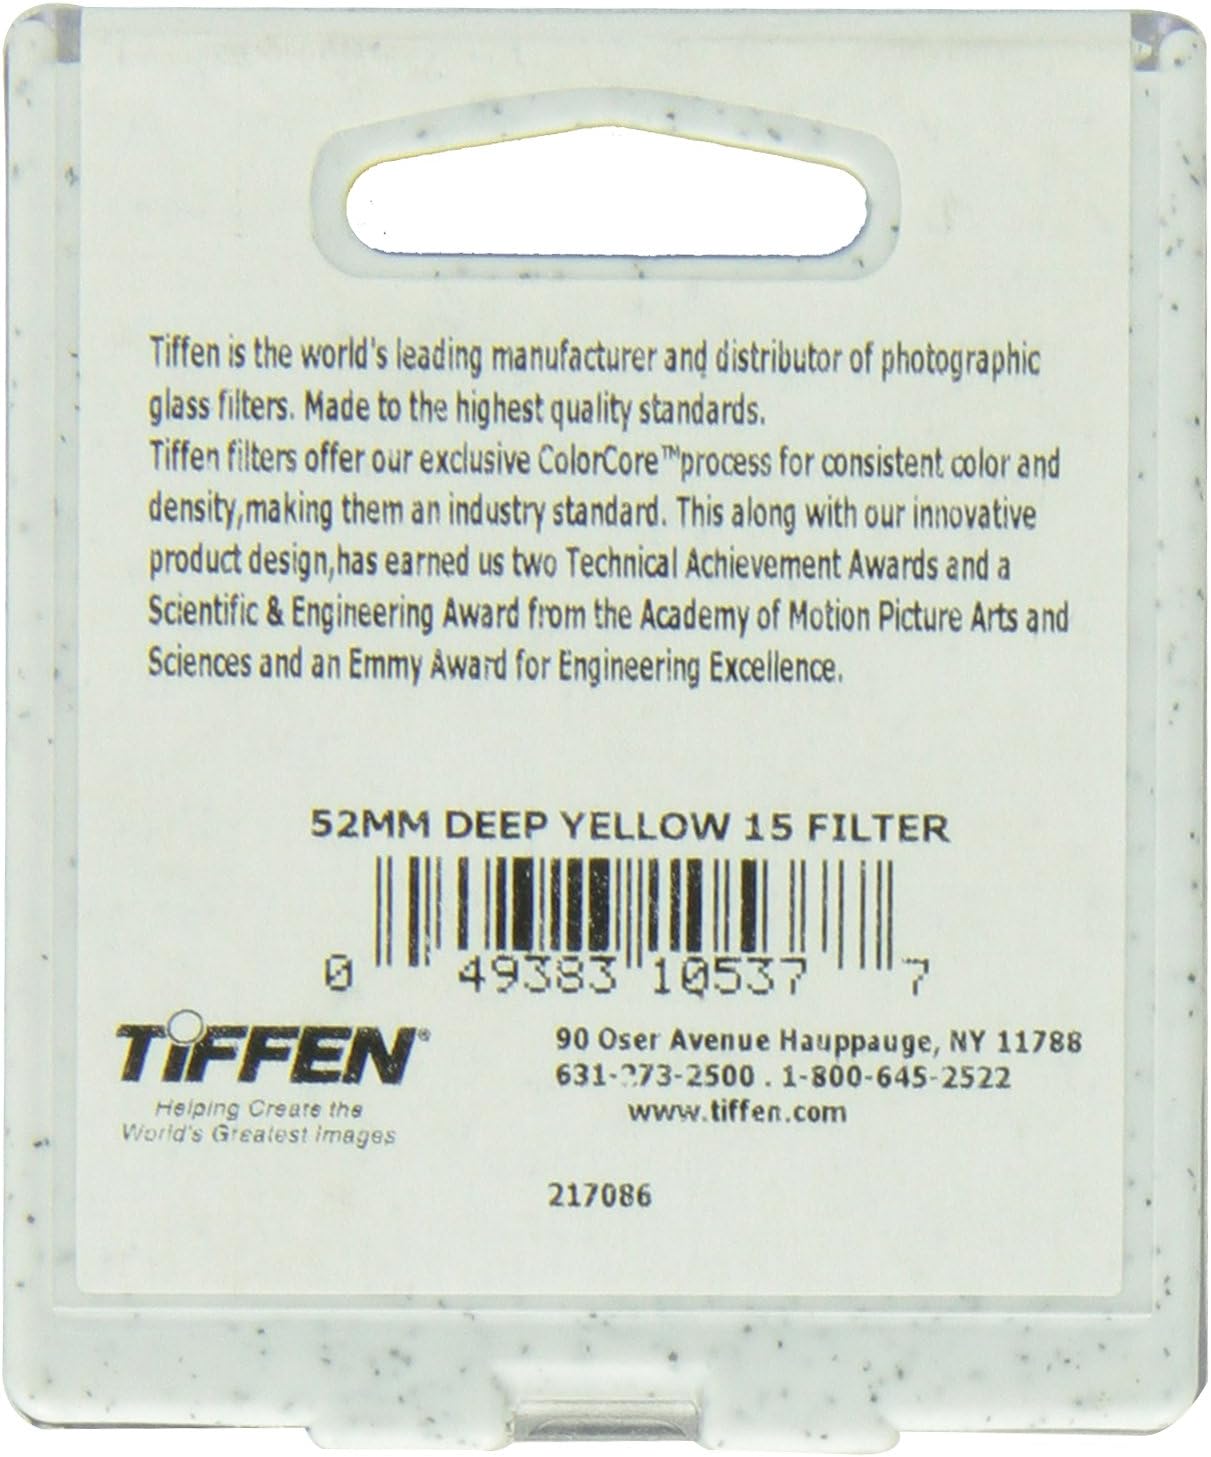 Tiffen is the world's leading manufacturer and distributor of photographic
glass filters. Made to the highest quality standards.
Tiffen filters offer our exclusive ColorCore™process for consistent color and
density,making them an industry standard. This along with our innovative
product design,has earned us two Technical Achievement Awards and a
Scientific & Engineering Award from the Academy of Motion Picture Arts and
Sciences and an Emmy Award for Engineering Excellence.
52MM DEEP YELLOW 15 FILTER
0 49383 10537 7
TiFFEN®
Helping Create the
World's Greatest Images
90 Oser Avenue Hauppauge, NY 11788
631-273-2500 . 1-800-645-2522
www.tiffen.com
217086